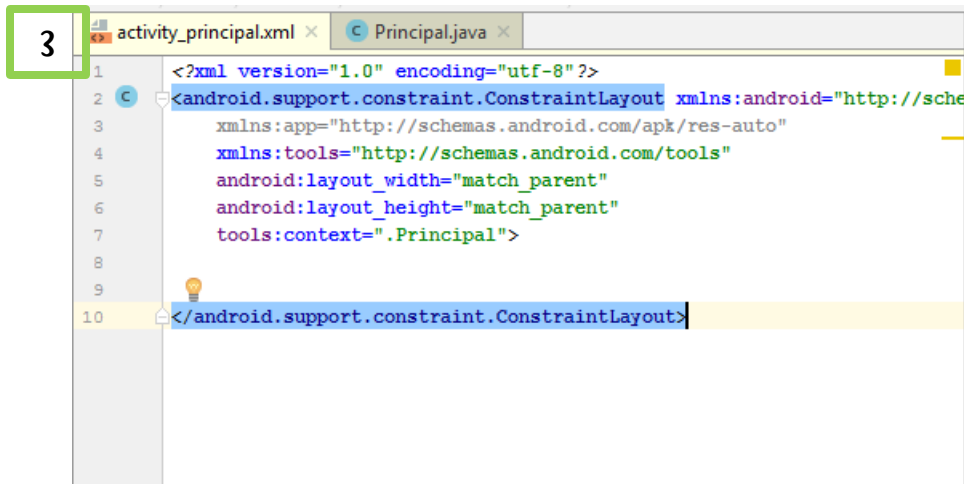 3
activity_principal.xml
C Principal.java
1 <?xml version="1.0" encoding="utf-8"?>
2 C <android.support.constraint.ConstraintLayout xmlns:android="http://sche
3 xmlns:app="http://schemas.android.com/apk/res-auto"
4 xmlns:tools="http://schemas.android.com/tools"
5 android:layout_width="match_parent"
6 android:layout_height="match_parent"
7 tools:context=".Principal">
8
9
10 </android.support.constraint.ConstraintLayout>